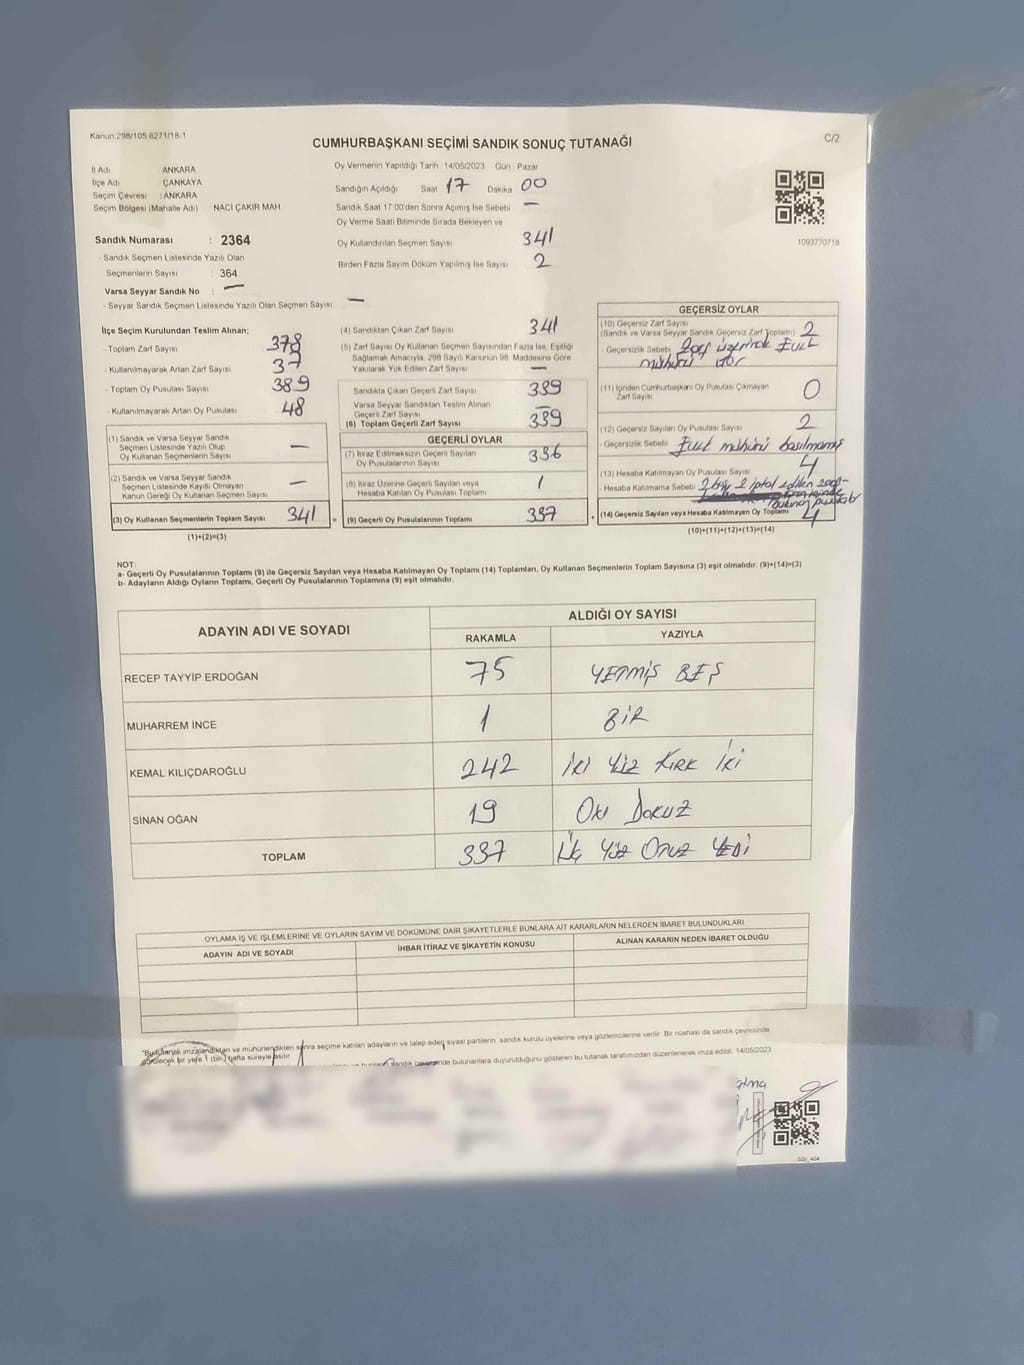 Kanun 298/105,6271/18-1
C/2
CUMHURBAŞKANI SEÇİMİ SANDIK SONUÇ TUTANAĞI
İl Adı ANKARA
İlçe Adı ÇANKAYA
Seçim Çevresi : ANKARA
Seçim Bölgesi (Mahalle Adı) NACİ ÇAKIR MAH
Sandık Numarası : 2364
- Sandık Seçmen Listesinde Yazılı Olan
Seçmenlerin Sayısı : 364
Varsa Seyyar Sandık No : —
- Seyyar Sandık Seçmen Listesinde Yazılı Olan Seçmen Sayısı —
Oy Vermenin Yapıldığı Tarih 14/05/2023 Gün : Pazar
Sandığın Açıldığı Saat 17 Dakika 00
Sandık Saat 17.00'den Sonra Açımış İse Sebebi —
Oy Verme Saati Bitiminde Sırada Bekleyen ve
Oy Kullandırılan Seçmen Sayısı 341
Birden Fazla Sayım Döküm Yapılmış İse Sayısı 2
1093770718
İlçe Seçim Kurulundan Teslim Alınan;
- Toplam Zarf Sayısı 378
- Kullanılmayarak Artan Zarf Sayısı 37
- Toplam Oy Pusulası Sayısı 389
- Kullanılmayarak Artan Oy Pusulası 48
(1) Sandık ve Varsa Seyyar Sandık
Seçmen Listesinde Yazılı Olup
Oy Kullanan Seçmenlerin Sayısı —
(2) Sandık ve Varsa Seyyar Sandık
Seçmen Listesinde Kayıtlı Olmayan
Kanun Gereği Oy Kullanan Seçmen Sayısı —
(3) Oy Kullanan Seçmenlerin Toplam Sayısı 341 =
(1)+(2)=(3)
(4) Sandıktan Çıkan Zarf Sayısı 341
(5) Zarf Sayısı Oy Kullanan Seçmen Sayısından Fazla İse, Eşitliği
Sağlamak Amacıyla, 298 Sayılı Kanunun 98. Maddesine Göre
Yakılarak Yok Edilen Zarf Sayısı —
Sandıkta Çıkan Geçerli Zarf Sayısı 339
Varsa Seyyar Sandıktan Teslim Alınan
Geçerli Zarf Sayısı —
(6) Toplam Geçerli Zarf Sayısı 339
GEÇERLİ OYLAR
(7) İtiraz Edilmeksizin Geçerli Sayılan
Oy Pusulalarının Sayısı 336
(8) İtiraz Üzerine Geçerli Sayılan veya
Hesaba Katılan Oy Pusulası Toplamı 1
(9) Geçerli Oy Pusulalarının Toplamı 337 +
GEÇERSİZ OYLAR
(10) Geçersiz Zarf Sayısı
(Sandık ve Varsa Seyyar Sandık Geçersiz Zarf Toplamı) 2
- Geçersizlik Sebebi Zarf üzerinde Evet
mühürü var
(11) İçinden Cumhurbaşkanı Oy Pusulası Çıkmayan
Zarf Sayısı 0
(12) Geçersiz Sayılan Oy Pusulası Sayısı 2
- Geçersizlik Sebebi Evet mühürü basılmamış
(13) Hesaba Katılmayan Oy Pusulası Sayısı 4
- Hesaba Katılmama Sebebi iptal edilen
(14) Geçersiz Sayılan veya Hesaba Katılmayan Oy Toplamı 4
(10)+(11)+(12)+(13)=(14)
NOT:
a- Geçerli Oy Pusulalarının Toplamı (9) ile Geçersiz Sayılan veya Hesaba Katılmayan Oy Toplamı (14) Toplamları, Oy Kullanan Seçmenlerin Toplam Sayısına (3) eşit olmalıdır. (9)+(14)=(3)
b- Adayların Aldığı Oyların Toplamı, Geçerli Oy Pusulalarının Toplamına (9) eşit olmalıdır.
ADAYIN ADI VE SOYADI ALDIĞI OY SAYISI
RAKAMLA YAZIYLA
RECEP TAYYİP ERDOĞAN 75 YETMİŞ BEŞ
MUHARREM İNCE 1 BİR
KEMAL KILIÇDAROĞLU 242 İKİ YÜZ KIRK İKİ
SİNAN OĞAN 19 ON DOKUZ
TOPLAM 337 ÜÇ YÜZ OTUZ YEDİ
OYLAMA İŞ VE İŞLEMLERİNE VE OYLARIN SAYIM VE DÖKÜMÜNE DAİR ŞİKAYETLERLE BUNLARA AİT KARARLARIN NELERDEN İBARET BULUNDUKLARI
ADAYIN ADI VE SOYADI İHBAR İTİRAZ VE ŞİKAYETİN KONUSU ALINAN KARARIN NEDEN İBARET OLDUĞU
"Bu tutanak imzalandıktan ve mühürlendikten sonra seçime katılan adayların ve talep eden siyasi partilerin sandık kurulu üyelerine veya gözlemcilerine verilir. Bir nüshası da sandık çevresinde
görülecek bir yere 1 (bir) hafta süreyle asılır.
sandık çevresinde bulunanlara duyurulduğunu gösteren bu tutanak tarafımızdan düzenlenerek imza edildi. 14/05/2023